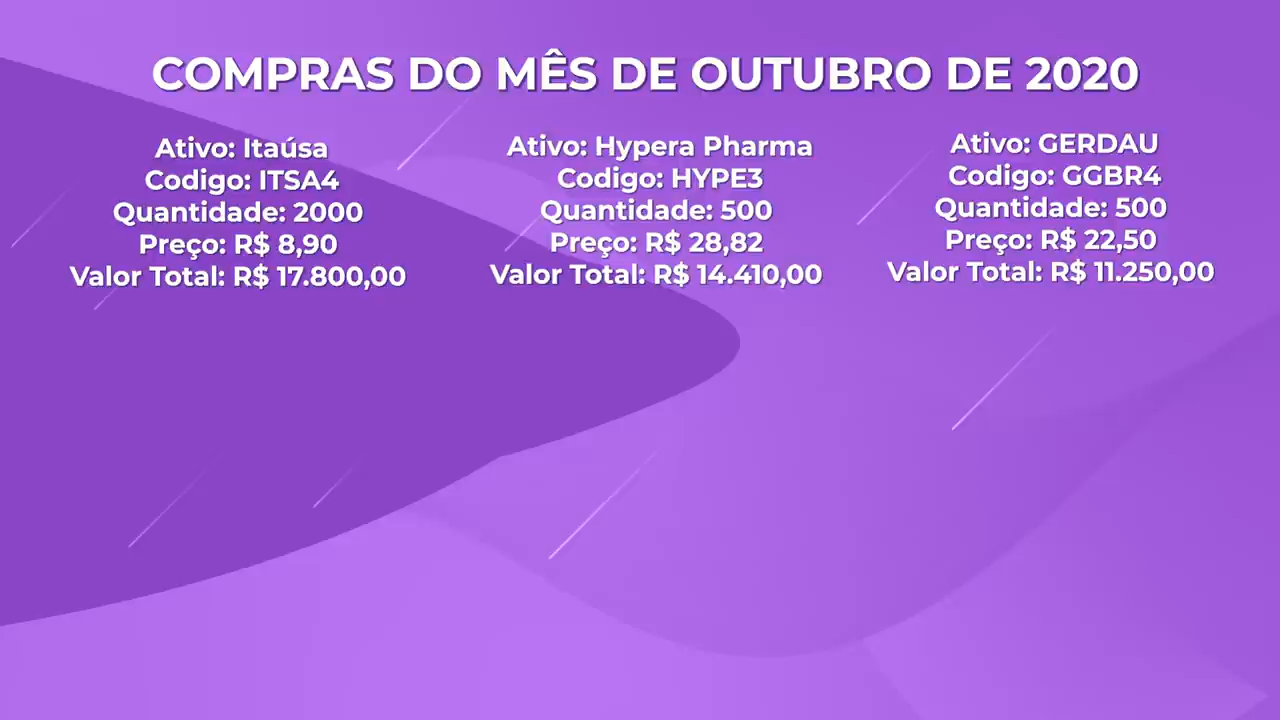 COMPRAS DO MÊS DE OUTUBRO DE 2020
Ativo: Itaúsa
Codigo: ITSA4
Quantidade: 2000
Preço: R$ 8,90
Valor Total: R$ 17.800,00
Ativo: Hypera Pharma
Codigo: HYPE3
Quantidade: 500
Preço: R$ 28,82
Valor Total: R$ 14.410,00
Ativo: GERDAU
Codigo: GGBR4
Quantidade: 500
Preço: R$ 22,50
Valor Total: R$ 11.250,00